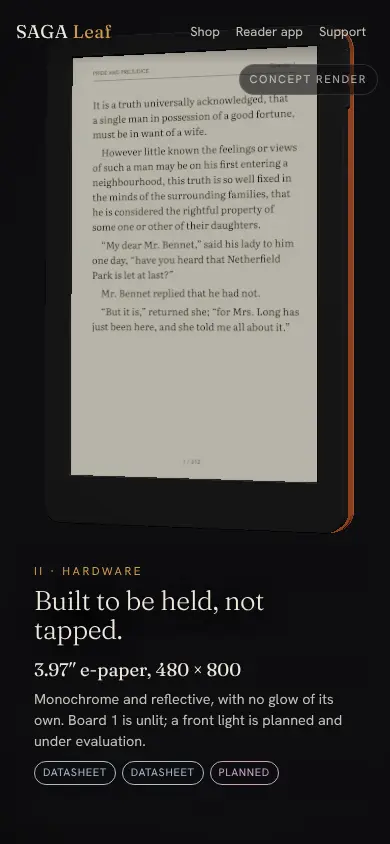 SAGA Leaf
Shop Reader app Support
CONCEPT RENDER
PRIDE AND PREJUDICE
It is a truth universally acknowledged, that
a single man in possession of a good fortune,
must be in want of a wife.
However little known the feelings or views
of such a man may be on his first entering a
neighbourhood, this truth is so well fixed in
the minds of the surrounding families, that
he is considered the rightful property of
some one or other of their daughters.
“My dear Mr. Bennet,” said his lady to him
one day, “have you heard that Netherfield
Park is let at last?”
Mr. Bennet replied that he had not.
“But it is,” returned she; “for Mrs. Long has
just been here, and she told me all about it.”
II · HARDWARE
Built to be held, not
tapped.
3.97″ e-paper, 480 × 800
Monochrome and reflective, with no glow of its
own. Board 1 is unlit; a front light is planned and
under evaluation.
DATASHEET DATASHEET PLANNED